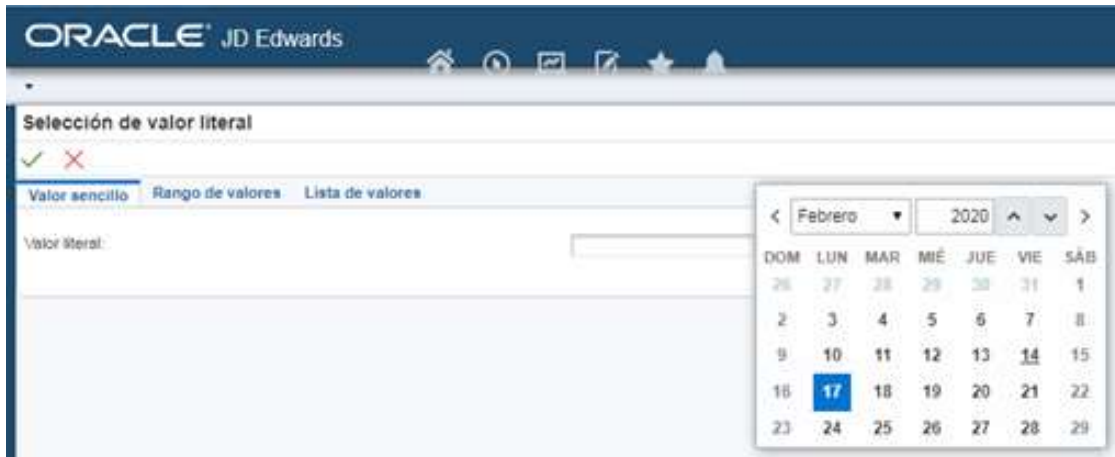 ORACLE JD Edwards
Selección de valor literal
Valor sencillo Rango de valores Lista de valores
Valor literal:
Febrero 2020
DOM LUN MAR MIÉ JUE VIE SÁB
26 27 28 29 30 31 1
2 3 4 5 6 7 8
9 10 11 12 13 14 15
16 17 18 19 20 21 22
23 24 25 26 27 28 29